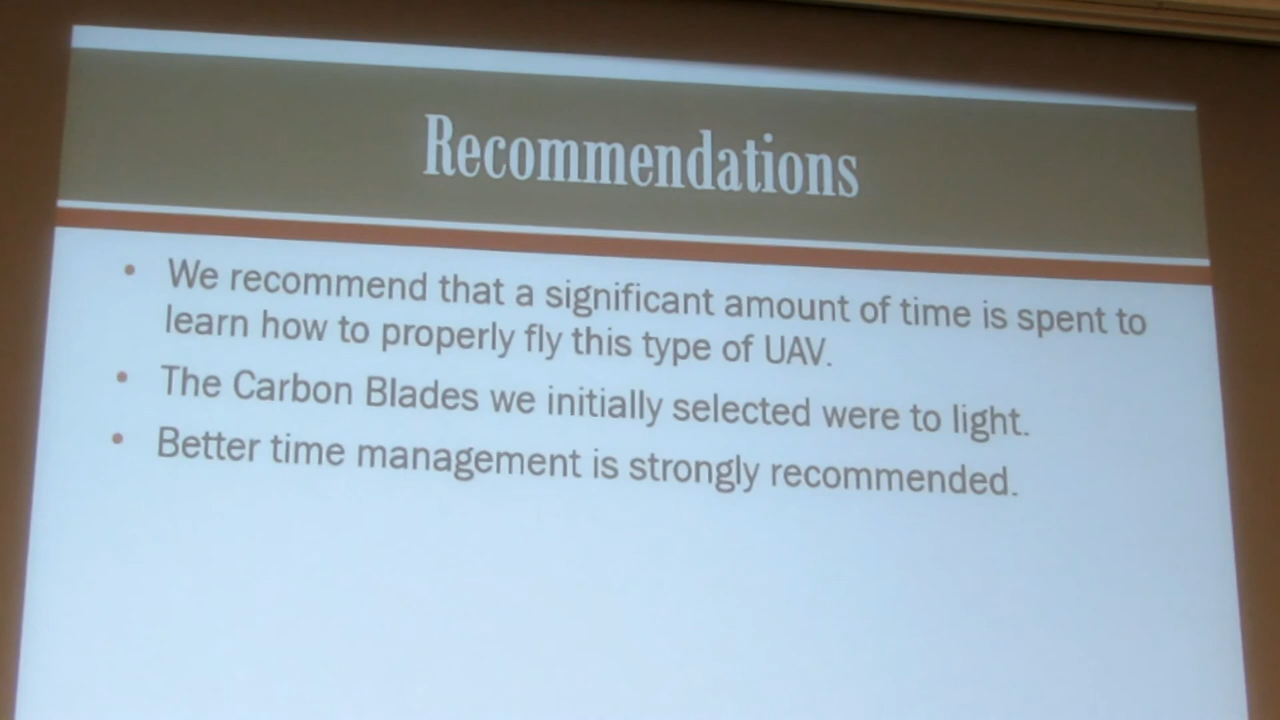 Recommendations
• We recommend that a significant amount of time is spent to
learn how to properly fly this type of UAV.
• The Carbon Blades we initially selected were to light.
• Better time management is strongly recommended.